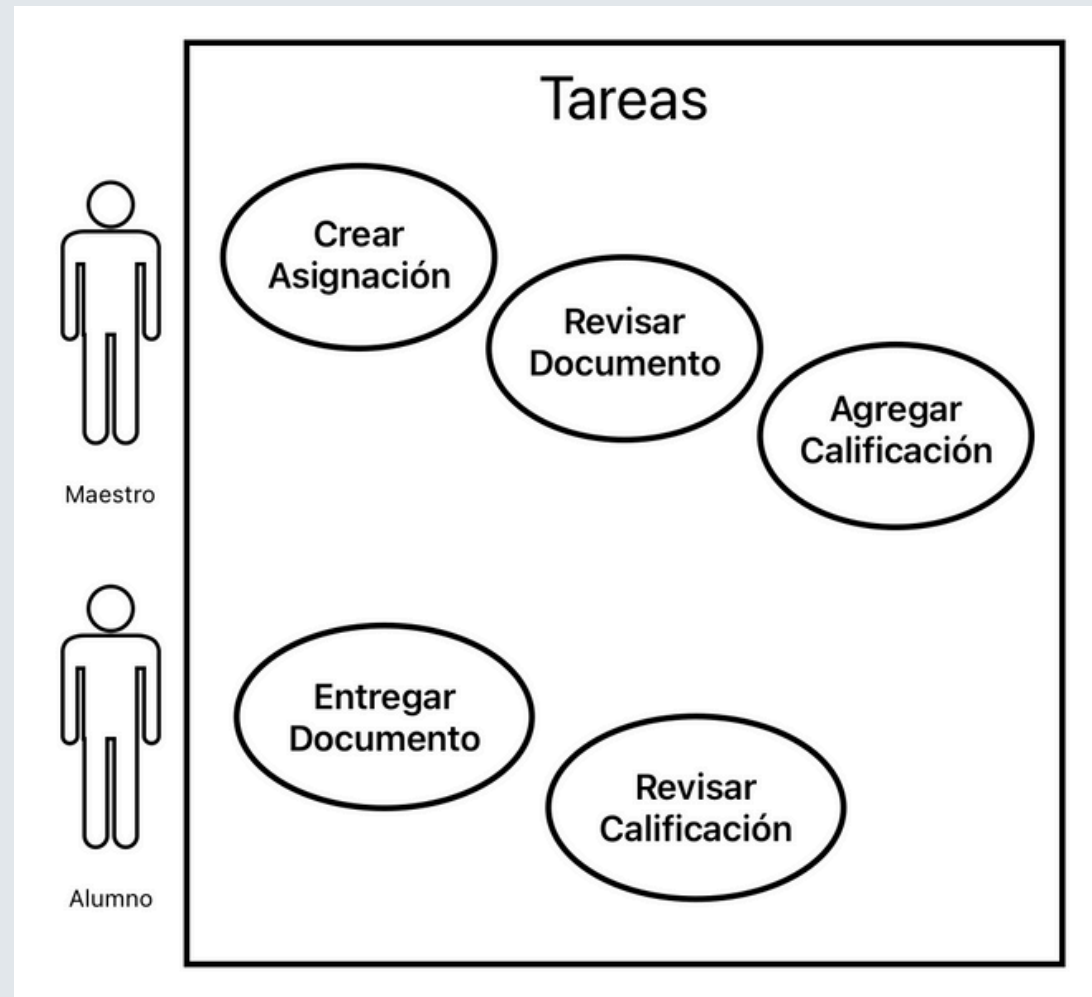 Tareas
Crear
Asignación
Revisar
Documento
Agregar
Calificación
Maestro
Entregar
Documento
Revisar
Calificación
Alumno